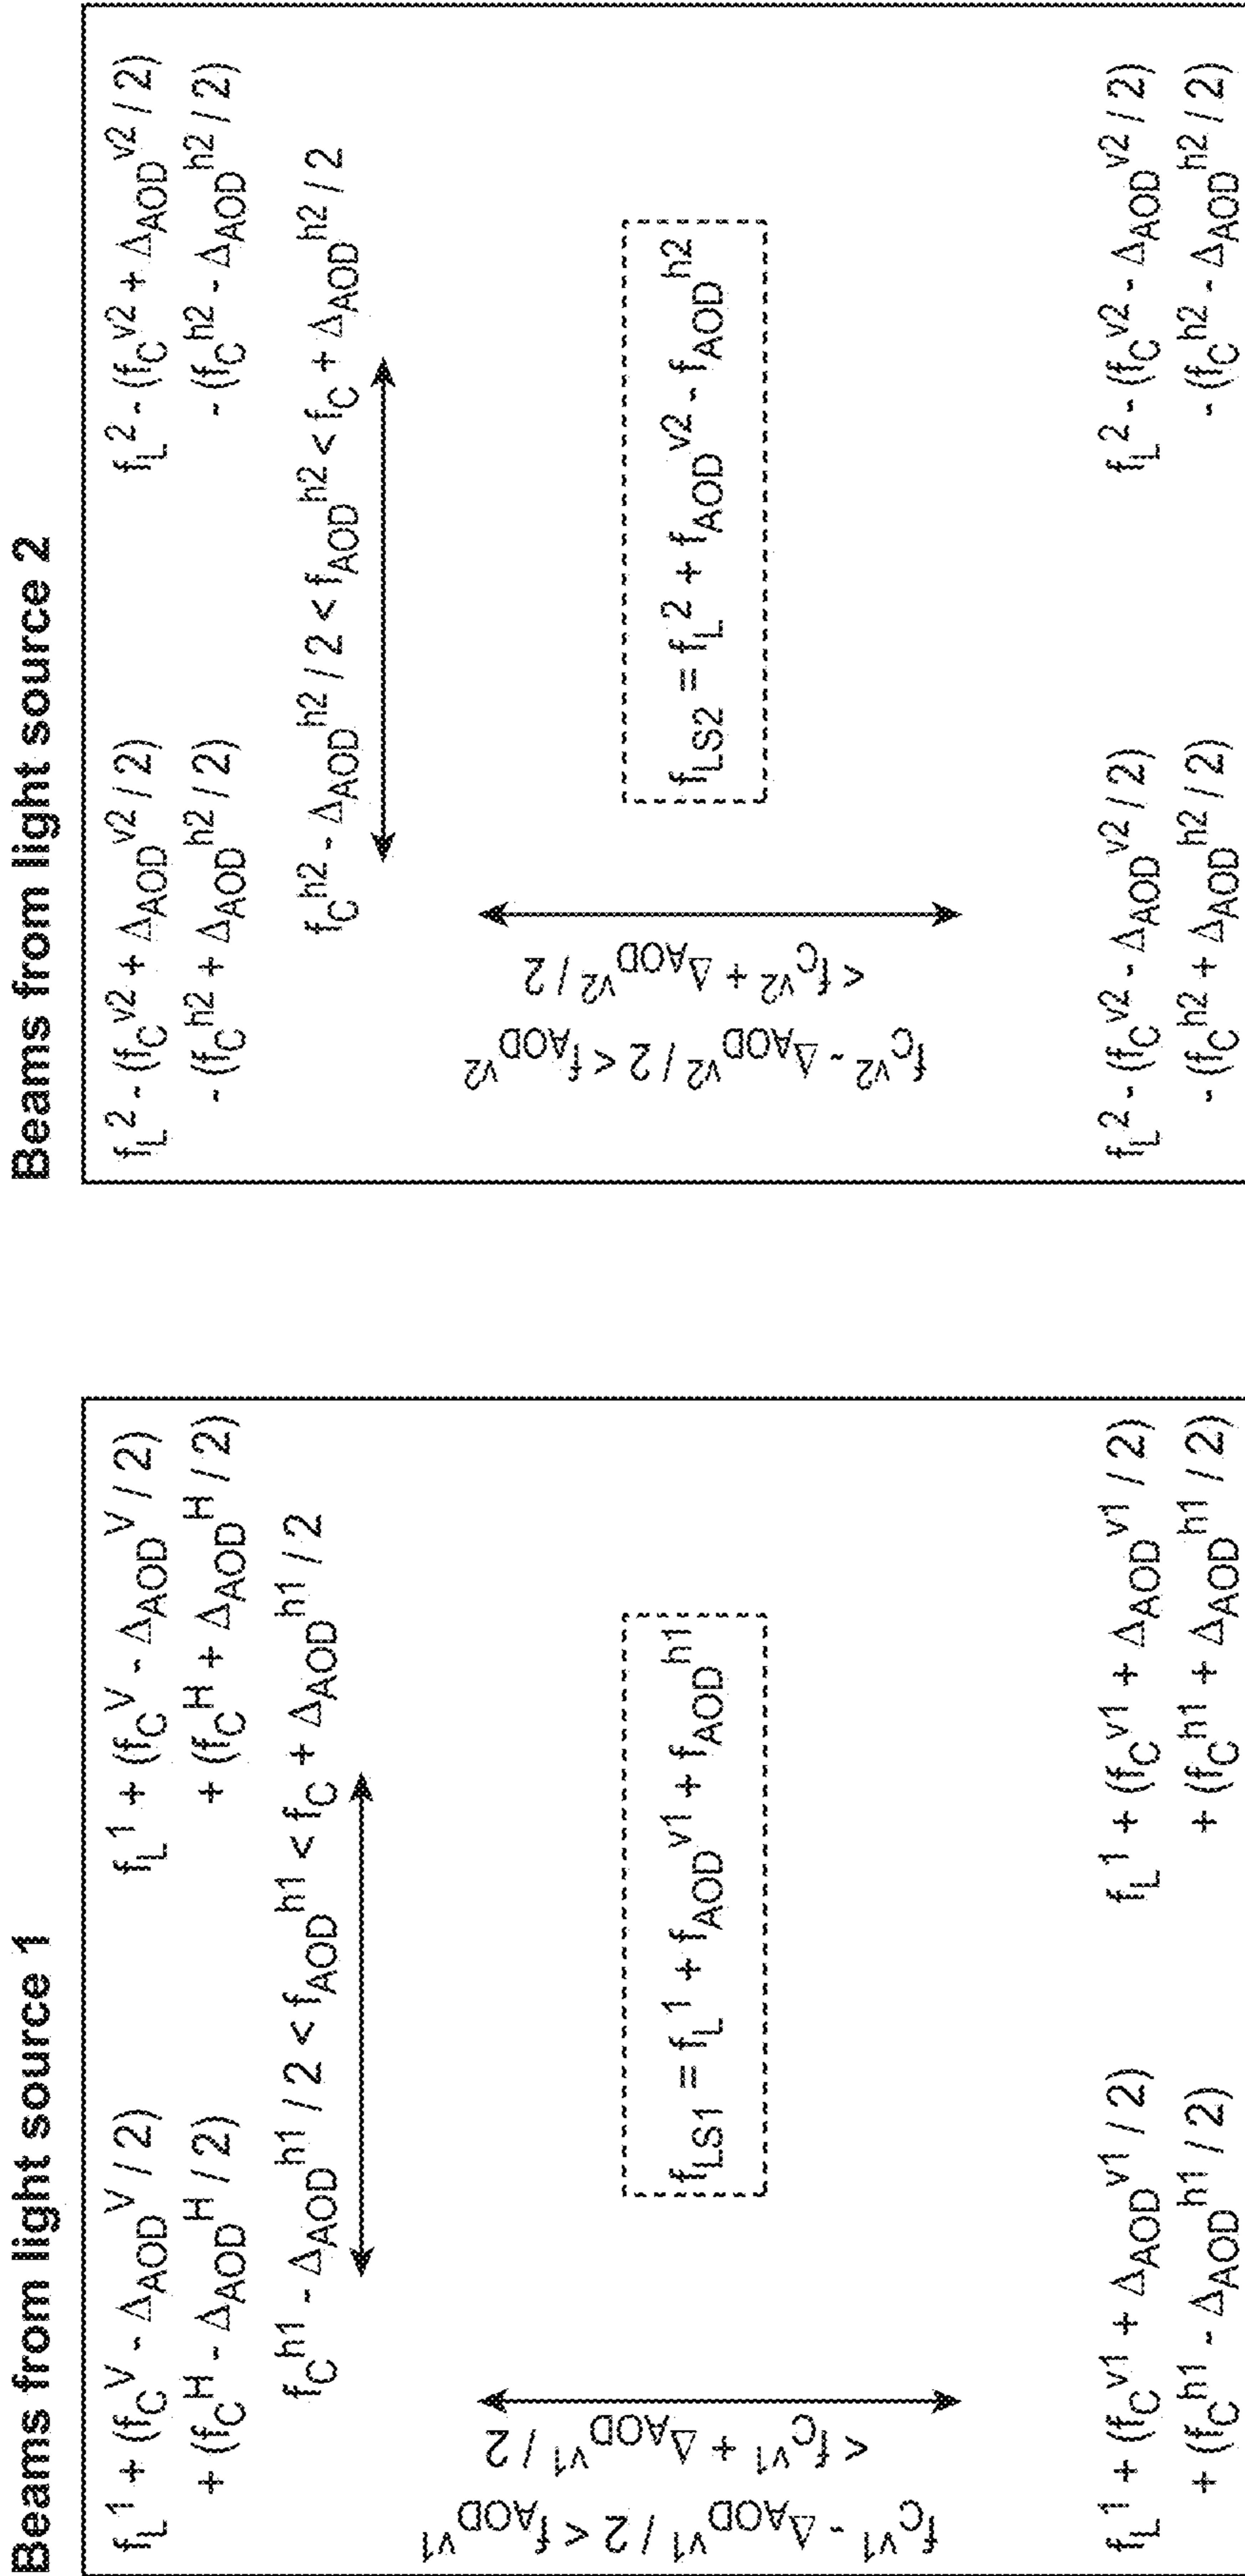 Beams from light source 1
f_L^1 + (f_C^V - Δ_AOD^V / 2)
+ (f_C^H - Δ_AOD^H / 2)
f_L^1 + (f_C^V - Δ_AOD^V / 2)
+ (f_C^H + Δ_AOD^H / 2)
f_C^h1 - Δ_AOD^h1 / 2 < f_AOD^h1 < f_C + Δ_AOD^h1 / 2
f_C^v1 - Δ_AOD^v1 / 2 < f_AOD^v1
< f_C^v1 + Δ_AOD^v1 / 2
f_LS1 = f_L^1 + f_AOD^v1 + f_AOD^h1
f_L^1 + (f_C^v1 + Δ_AOD^v1 / 2)
+ (f_C^h1 - Δ_AOD^h1 / 2)
f_L^1 + (f_C^v1 + Δ_AOD^v1 / 2)
+ (f_C^h1 + Δ_AOD^h1 / 2)
Beams from light source 2
f_L^2 - (f_C^v2 + Δ_AOD^v2 / 2)
- (f_C^h2 + Δ_AOD^h2 / 2)
f_L^2 - (f_C^v2 + Δ_AOD^v2 / 2)
- (f_C^h2 - Δ_AOD^h2 / 2)
f_C^h2 - Δ_AOD^h2 / 2 < f_AOD^h2 < f_C + Δ_AOD^h2 / 2
f_C^v2 - Δ_AOD^v2 / 2 < f_AOD^v2
< f_C^v2 + Δ_AOD^v2 / 2
f_LS2 = f_L^2 + f_AOD^v2 - f_AOD^h2
f_L^2 - (f_C^v2 - Δ_AOD^v2 / 2)
- (f_C^h2 + Δ_AOD^h2 / 2)
f_L^2 - (f_C^v2 - Δ_AOD^v2 / 2)
- (f_C^h2 - Δ_AOD^h2 / 2)